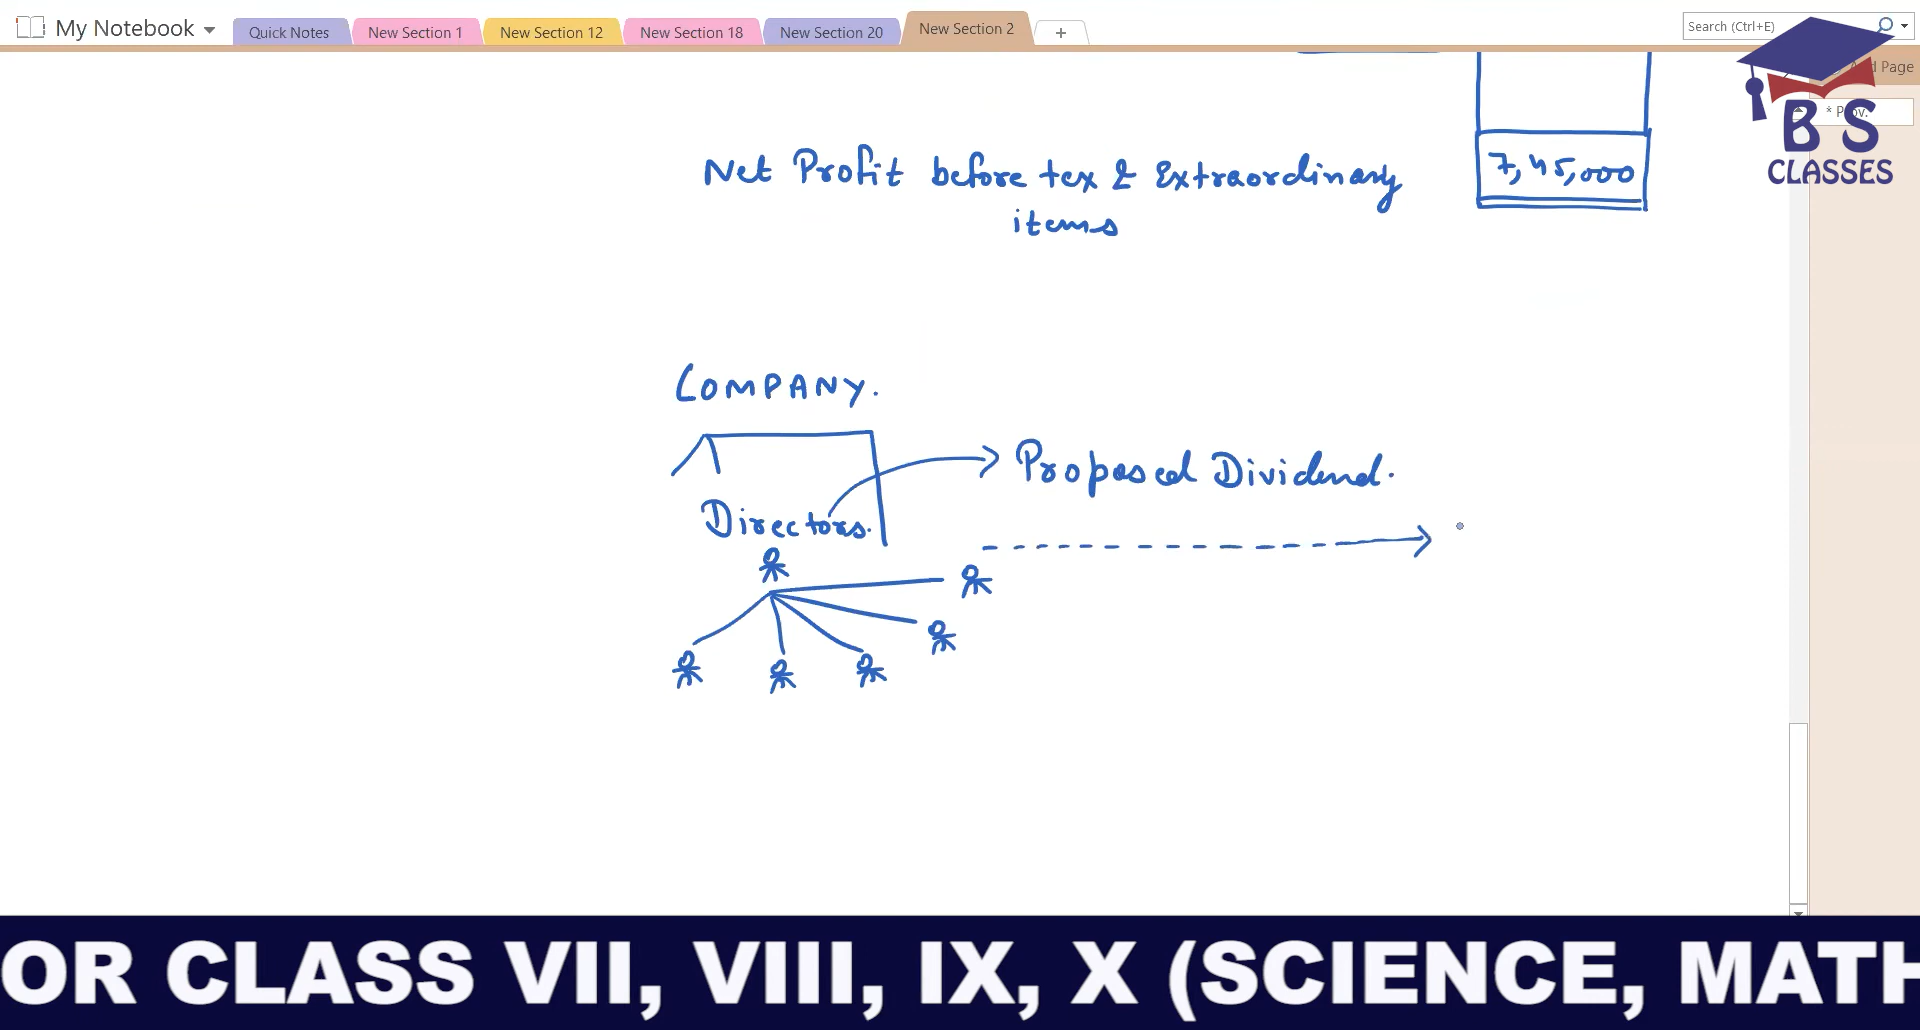 My Notebook
Quick Notes
New Section 1
New Section 12
New Section 18
New Section 20
New Section 2
+
Search (Ctrl+E)
Page
B S
CLASSES
7,45,000
Net Profit before tex & Extraordinary
items
COMPANY.
Proposed Dividend.
Directors.
OR CLASS VII, VIII, IX, X (SCIENCE, MATH